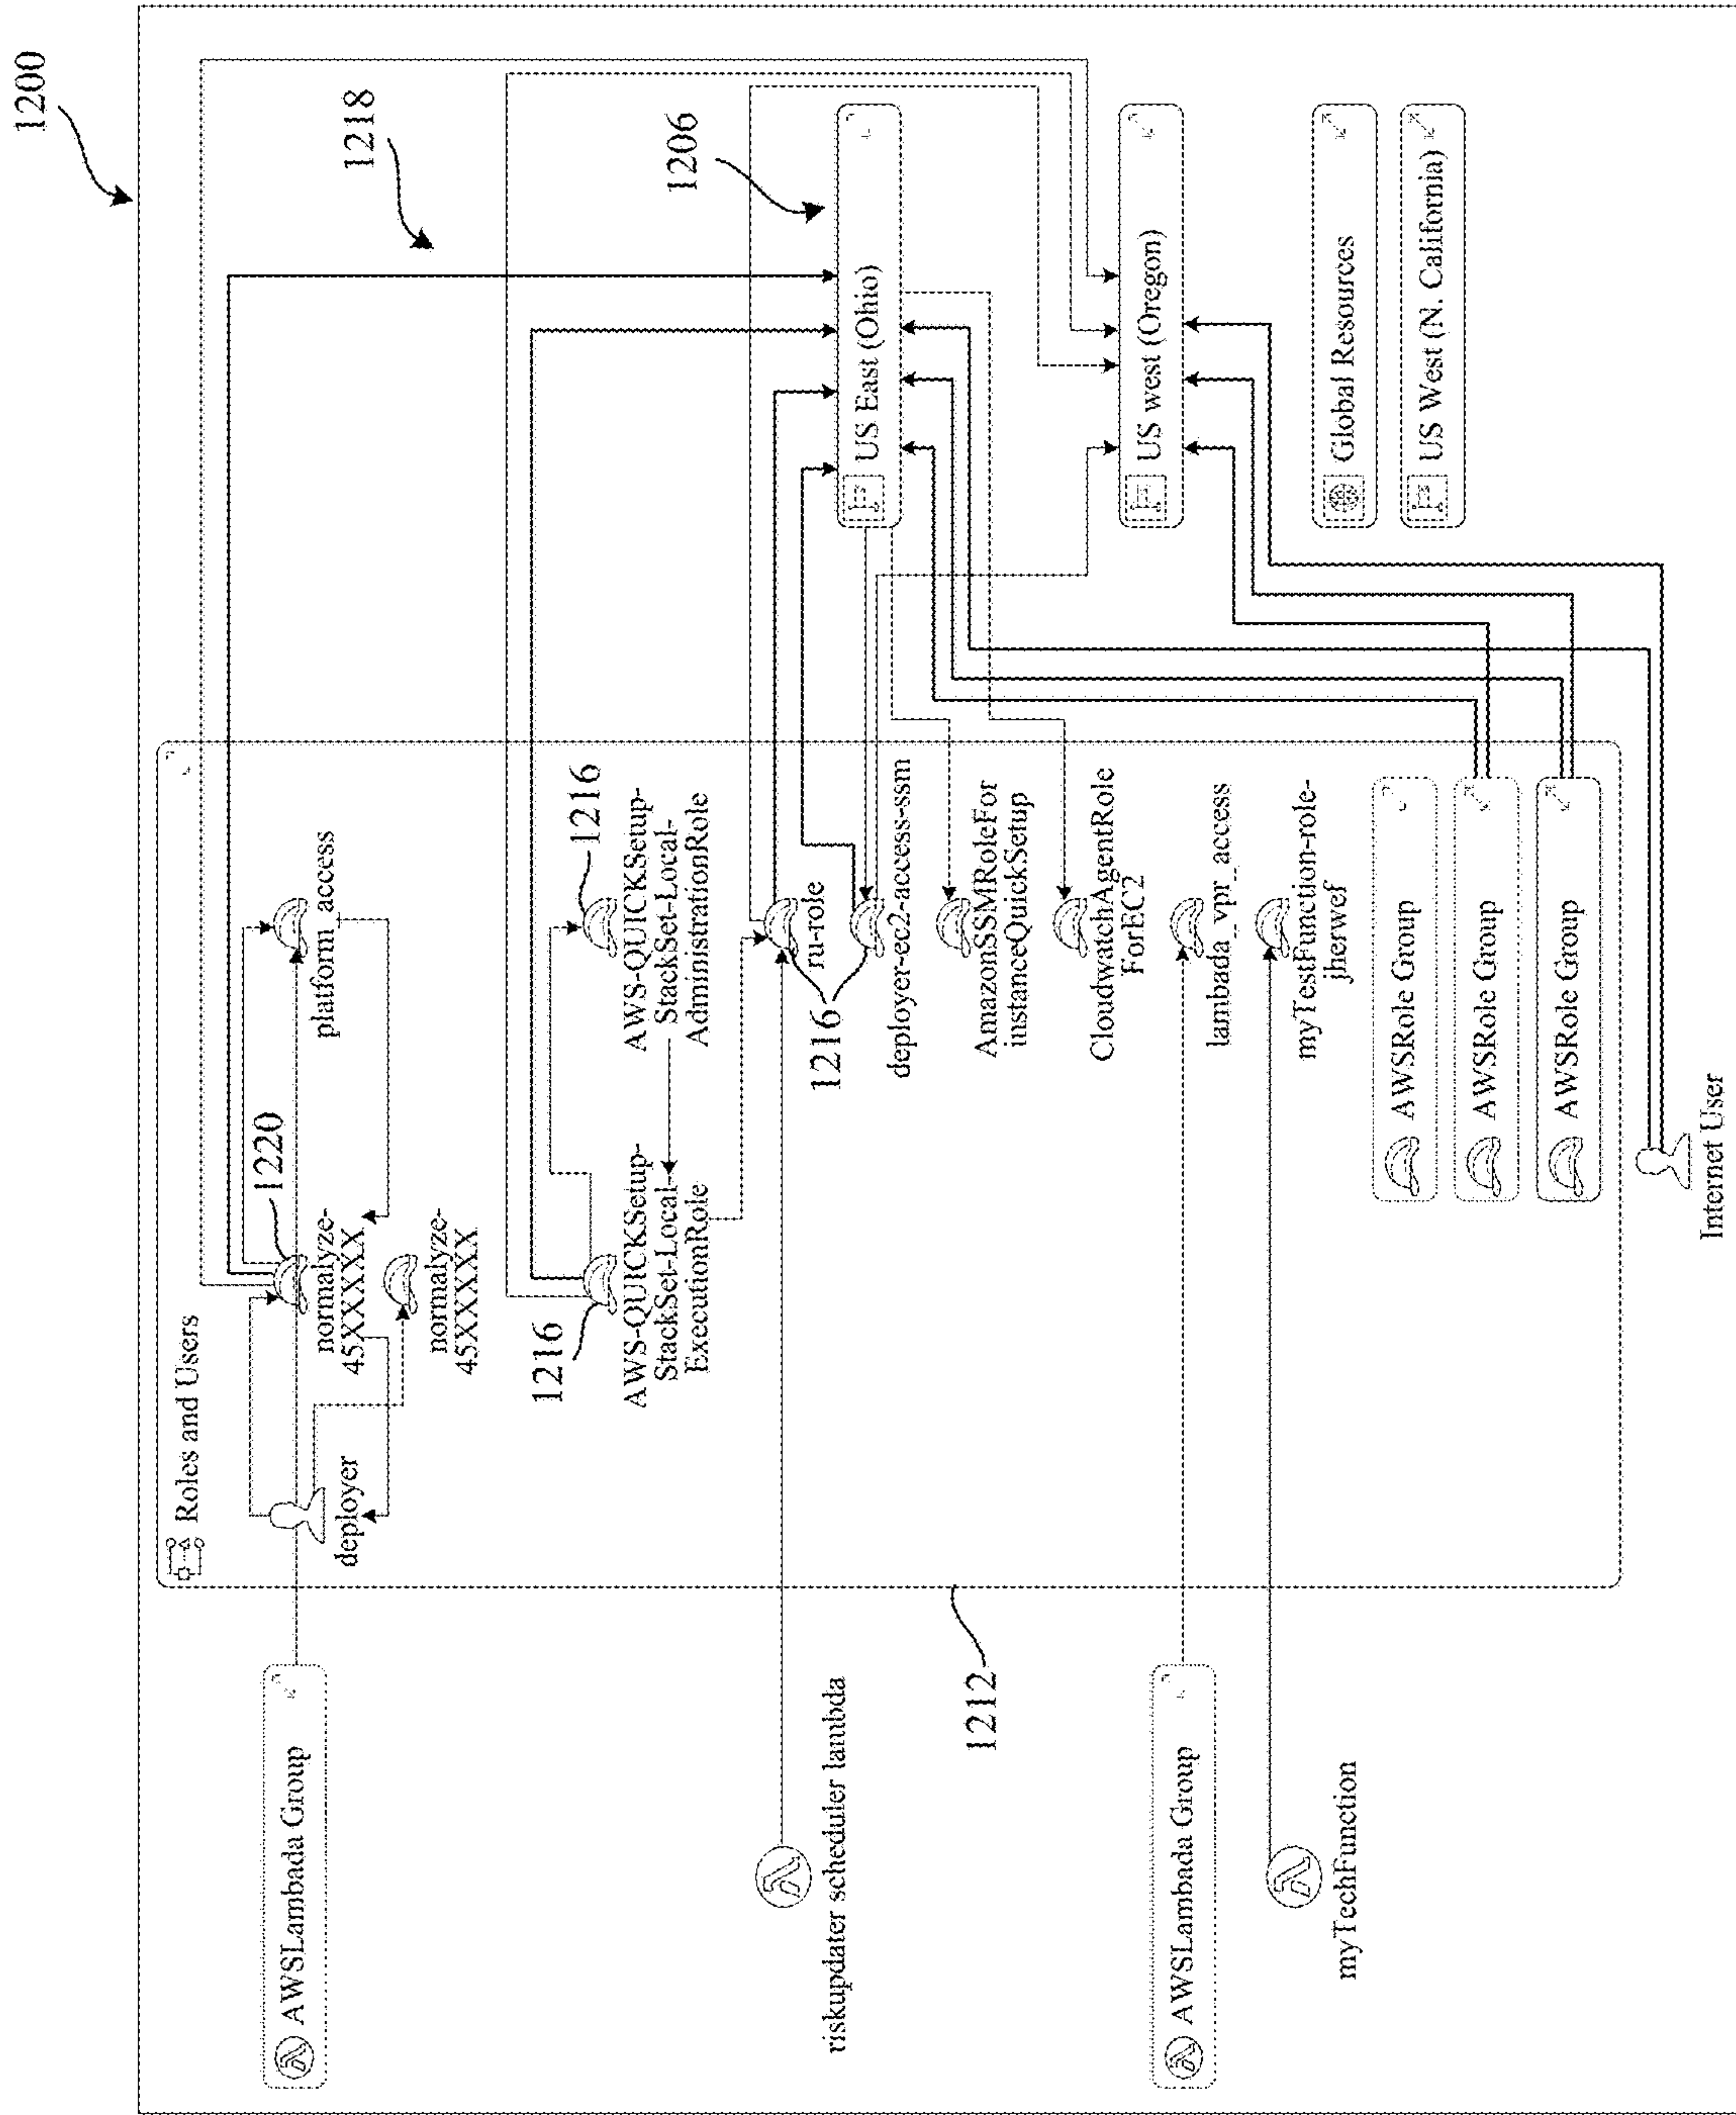 1200
1218
1206
Roles and Users
1220
deployer
normalyze-
45XXXXX
platform_access
normalyze-
45XXXXX
1216
1216
AWS-QUICKSetup-
StackSet-Local-
ExecutionRole
AWS-QUICKSetup-
StackSet-Local-
AdministrationRole
ru-role
1216
deployer-ec2-access-ssm
AmazonSSMRoleFor
instanceQuickSetup
CloudwatchAgentRole
ForEC2
lambada_vpr_access
myTestFunction-role-
jherwef
AWSRole Group
AWSRole Group
AWSRole Group
Internet User
1212
AWSLambada Group
riskupdater scheduler lambda
AWSLambada Group
myTechFunction
US East (Ohio)
US west (Oregon)
Global Resources
US West (N. California)